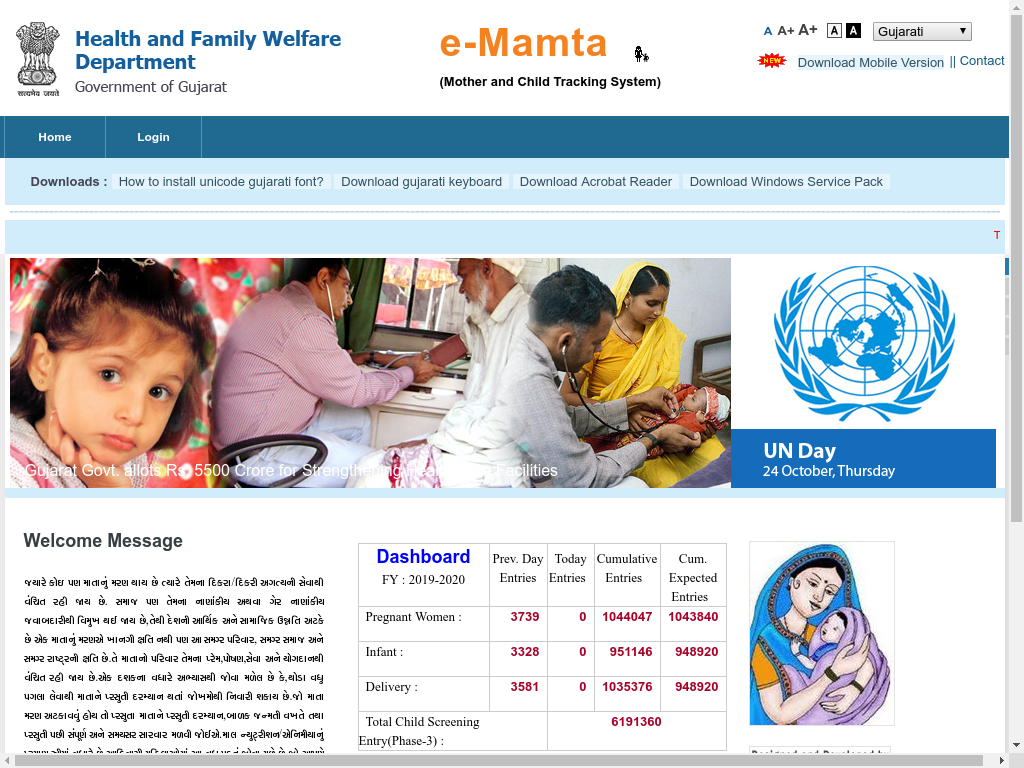 Health and Family Welfare
Department
Government of Gujarat
सत्यमेव जयते
e-Mamta
(Mother and Child Tracking System)
A A+ A+ A A Gujarati
NEW Download Mobile Version || Contact
Home Login
Downloads : How to install unicode gujarati font? Download gujarati keyboard Download Acrobat Reader Download Windows Service Pack
T
Gujarat Govt. allots Rs. 5500 Crore for Strengthening Facilities
UN Day
24 October, Thursday
Welcome Message
જયારે કોઇ પણ માતાનું મરણ થાય છે ત્યારે તેમના દિકરા/દિકરી અગત્યની સેવાથી
વંચિત રહી જાય છે. સમાજ પણ તેમના નાણાંકીય અથવા ગેર નાણાંકીય
જવાબદારીથી વિમુખ થઈ જાય છે,તેથી દેશની આર્થિક અને સામાજિક ઉન્નતિ અટકે
છે એક માતાનું મરણએ ખાનગી ક્ષતિ નથી પણ આ સમગ્ર પરિવાર, સમગ્ર સમાજ અને
સમગ્ર રાષ્ટ્રની ક્ષતિ છે.તે માતાનો પરિવાર તેમના પ્રેમ,પોષણ,સેવા અને યોગદાનથી
વંચિત રહી જાય છે.એક દશકના વધારે અભ્યાસથી જોવા મળેલ છે કે,થોડા વધુ
પગલા લેવાથી માતાને પ્રસુતી દરમ્યાન થતાં જોખમોથી નિવારી શકાય છે.જો માતા
મરણ અટકાવવું હોય તો પ્રસુતા માતાને પ્રસુતી દરમ્યાન,બાળક જન્મતી વખતે તથા
પ્રસુતી પછી સંપૂર્ણ અને સમયસર સારવાર મળવી જોઈએ.માલ ન્યુટ્રીશન/એનિમીયાનું
Dashboard
FY : 2019-2020
Prev. Day Entries Today Entries Cumulative Entries Cum. Expected Entries
Pregnant Women : 3739 0 1044047 1043840
Infant : 3328 0 951146 948920
Delivery : 3581 0 1035376 948920
Total Child Screening Entry(Phase-3) : 6191360
Designed and Developed by